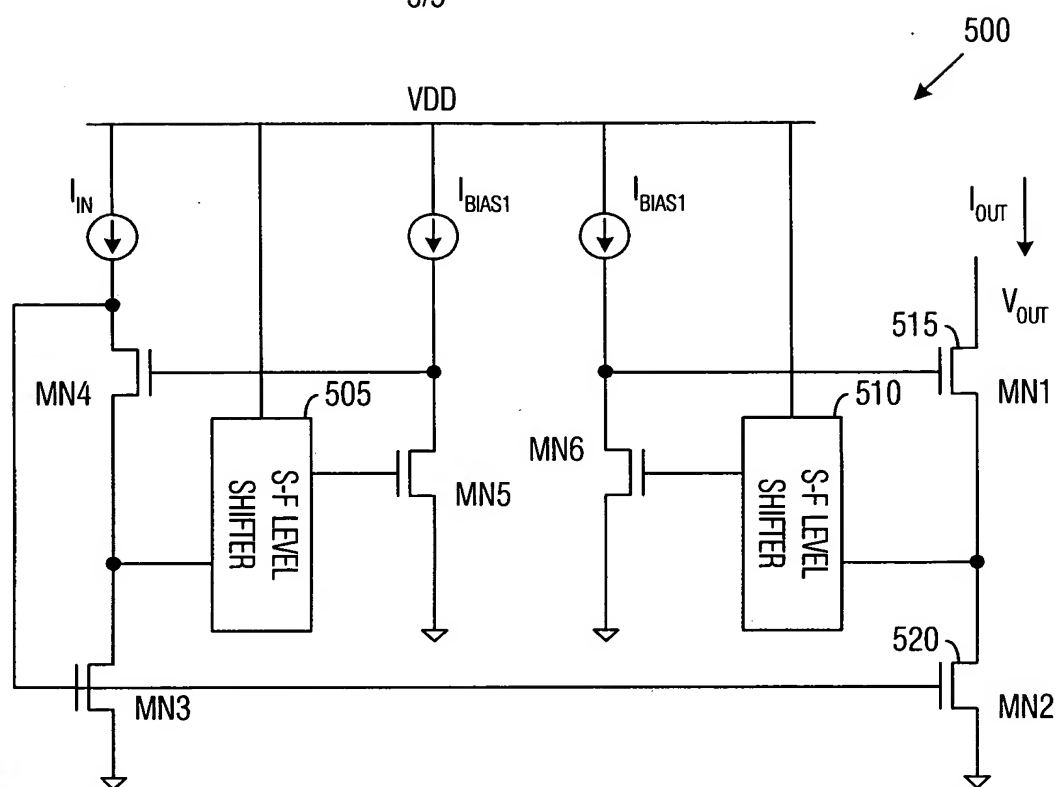 500
VDD
I_IN
I_BIAS1
I_BIAS1
I_OUT
V_OUT
515
MN4
505
510
MN1
MN6
S-F LEVEL
SHIFTER
MN5
S-F LEVEL
SHIFTER
520
MN3
MN2